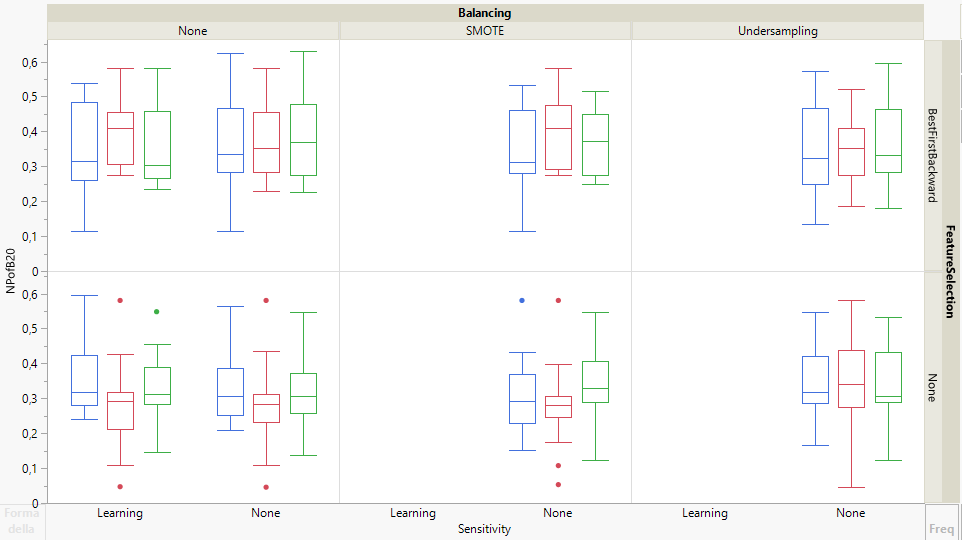 Balancing
None SMOTE Undersampling
0,6
0,5
0,4
0,3
0,2
0,1
0
BestFirstBackward
NPofB20
FeatureSelection
0,6
0,5
0,4
0,3
0,2
0,1
0
None
Learning None Learning None Learning None
Sensitivity
Forma
della
Freq